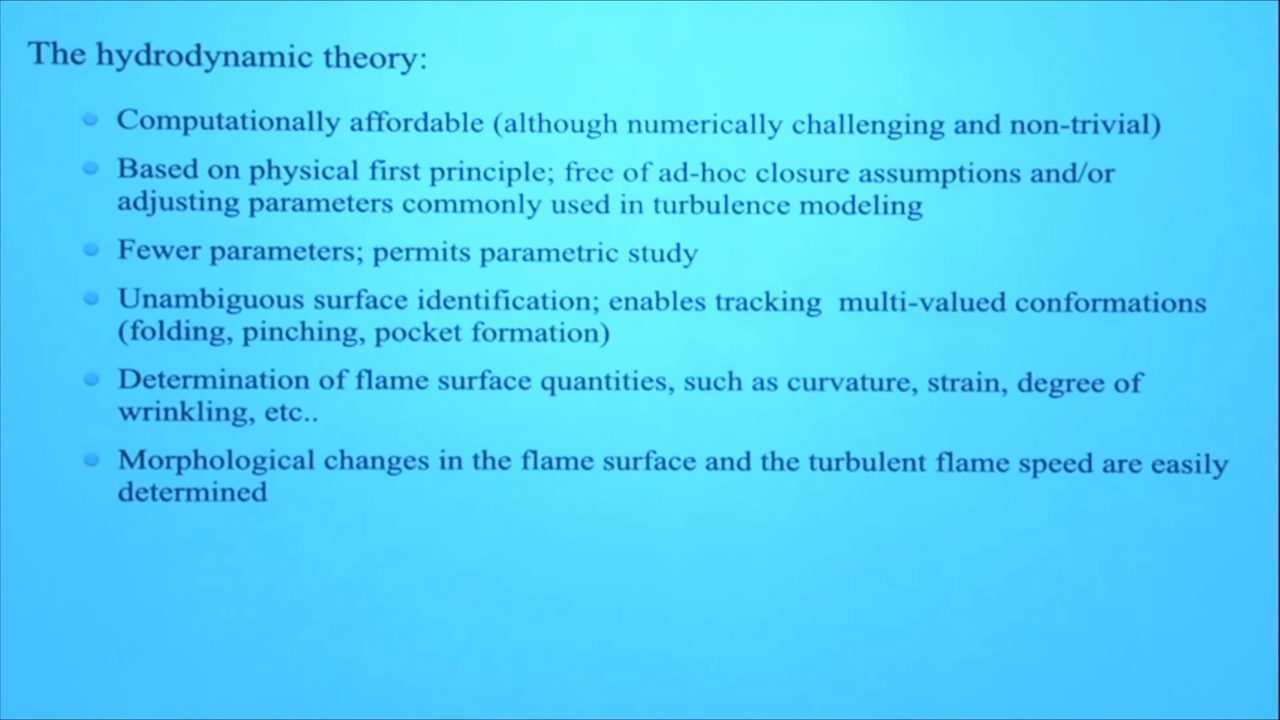 The hydrodynamic theory:
Computationally affordable (although numerically challenging and non-trivial)
Based on physical first principle; free of ad-hoc closure assumptions and/or
adjusting parameters commonly used in turbulence modeling
Fewer parameters; permits parametric study
Unambiguous surface identification; enables tracking multi-valued conformations
(folding, pinching, pocket formation)
Determination of flame surface quantities, such as curvature, strain, degree of
wrinkling, etc..
Morphological changes in the flame surface and the turbulent flame speed are easily
determined